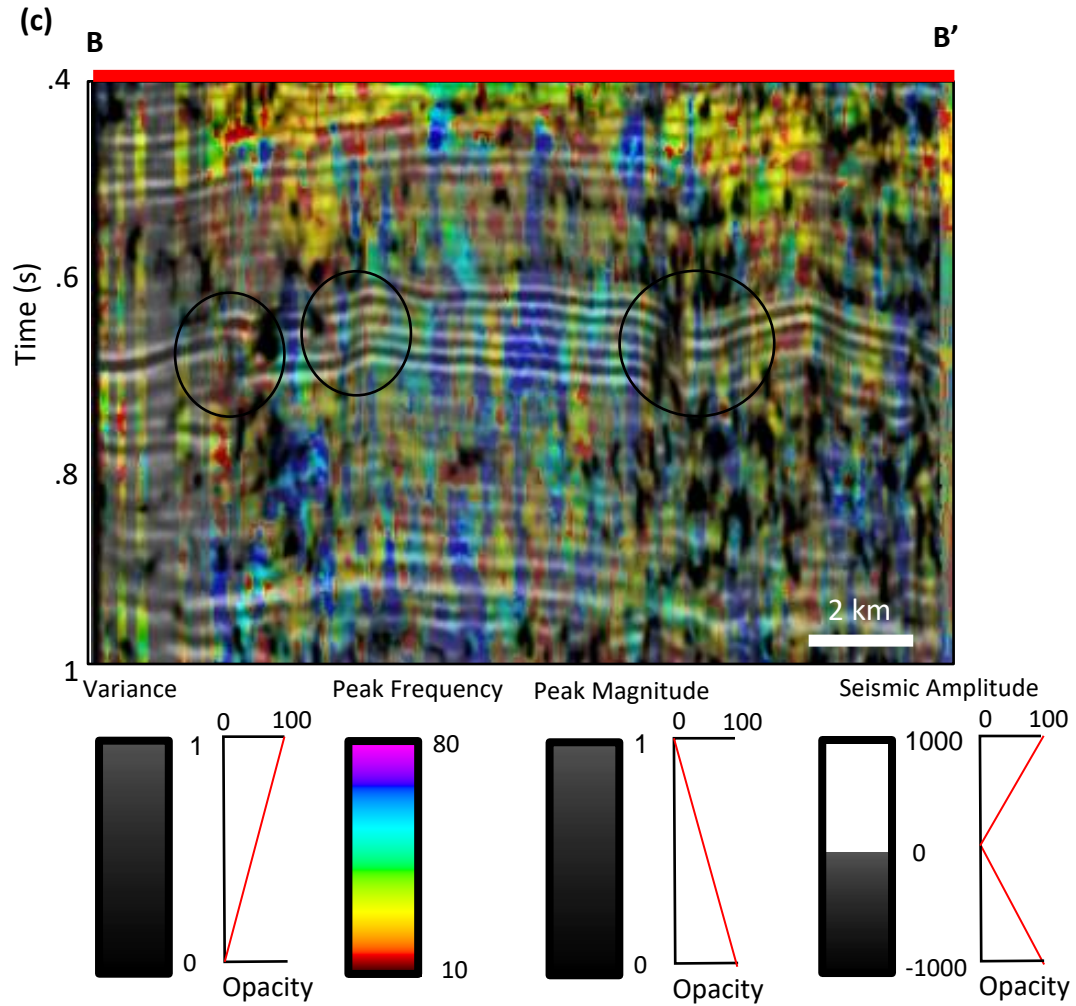 (c)
B B’
.4
.6
.8
1
Time (s)
2 km
Variance Peak Frequency Peak Magnitude Seismic Amplitude
0 100 0 100 0 100
1 80 1 1000
0
0 10 0 -1000
Opacity Opacity Opacity